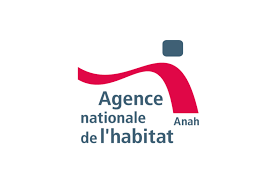 Agence
nationale
de l'habitat
Anah